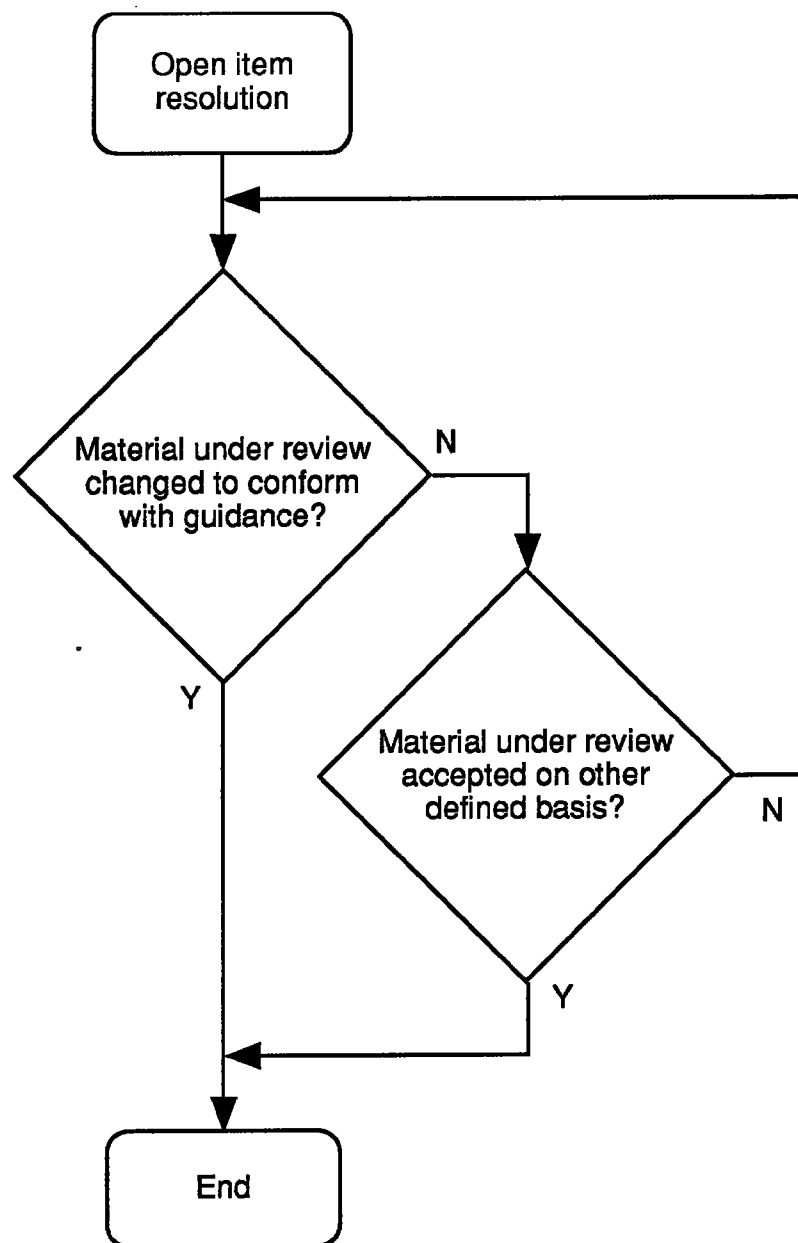 Open item
resolution
Material under review
changed to conform
with guidance?
N
Y
Material under review
accepted on other
defined basis?
N
Y
End